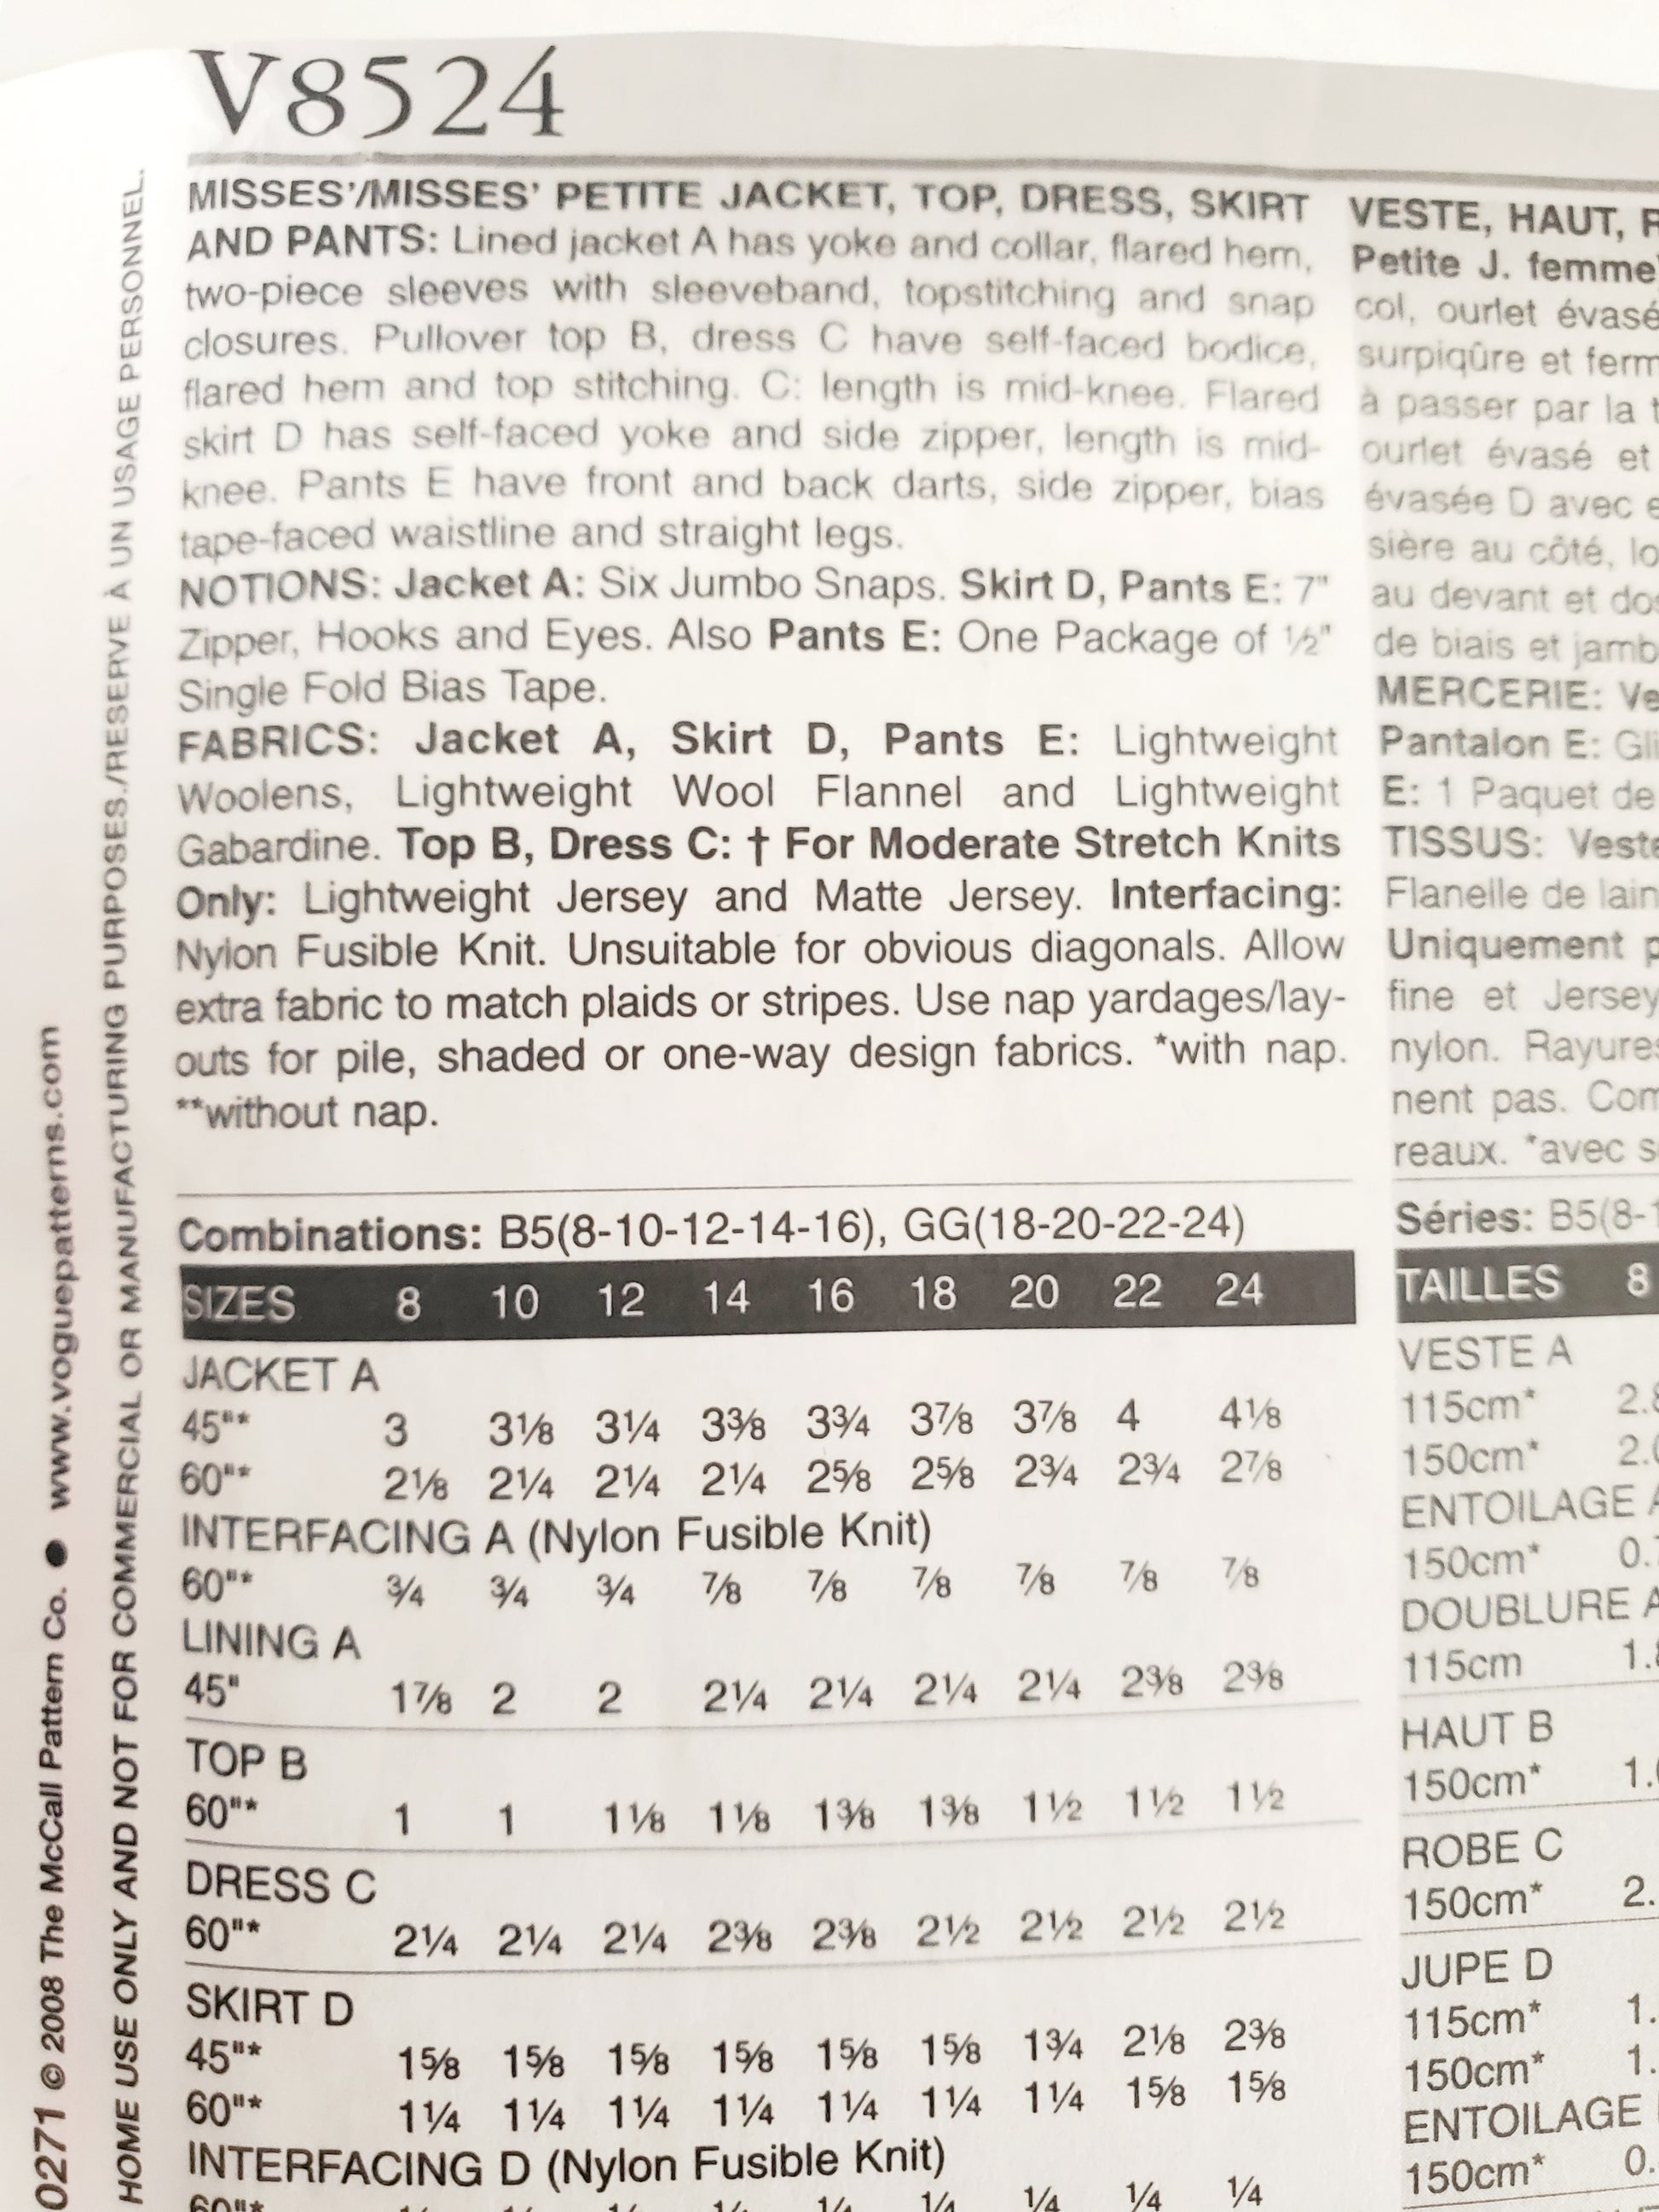 V8524
MISSES'/MISSES' PETITE JACKET, TOP, DRESS, SKIRT
AND PANTS: Lined jacket A has yoke and collar, flared hem,
two-piece sleeves with sleeveband, topstitching and snap
closures. Pullover top B, dress C have self-faced bodice,
flared hem and top stitching. C: length is mid-knee. Flared
skirt D has self-faced yoke and side zipper, length is mid-
knee. Pants E have front and back darts, side zipper, bias
tape-faced waistline and straight legs.
NOTIONS: Jacket A: Six Jumbo Snaps. Skirt D, Pants E: 7"
Zipper, Hooks and Eyes. Also Pants E: One Package of ½"
Single Fold Bias Tape.
FABRICS: Jacket A, Skirt D, Pants E: Lightweight
Woolens, Lightweight Wool Flannel and Lightweight
Gabardine. Top B, Dress C: † For Moderate Stretch Knits
Only: Lightweight Jersey and Matte Jersey. Interfacing:
Nylon Fusible Knit. Unsuitable for obvious diagonals. Allow
extra fabric to match plaids or stripes. Use nap yardages/lay-
outs for pile, shaded or one-way design fabrics. *with nap.
**without nap.
Combinations: B5(8-10-12-14-16), GG(18-20-22-24)
SIZES 8 10 12 14 16 18 20 22 24
JACKET A
45"* 3 3⅛ 3¼ 3⅜ 3¾ 3⅞ 3⅞ 4 4⅛
60"* 2⅛ 2¼ 2¼ 2¼ 2⅝ 2⅝ 2¾ 2¾ 2⅞
INTERFACING A (Nylon Fusible Knit)
60"* ¾ ¾ ¾ ⅞ ⅞ ⅞ ⅞ ⅞ ⅞
LINING A
45" 1⅞ 2 2 2¼ 2¼ 2¼ 2¼ 2⅜ 2⅜
TOP B
60"* 1 1 1⅛ 1⅛ 1⅜ 1⅜ 1½ 1½ 1½
DRESS C
60"* 2¼ 2¼ 2¼ 2⅜ 2⅜ 2½ 2½ 2½ 2½
SKIRT D
45"* 1⅝ 1⅝ 1⅝ 1⅝ 1⅝ 1⅝ 1¾ 2⅛ 2⅜
60"* 1¼ 1¼ 1¼ 1¼ 1¼ 1¼ 1¼ 1⅝ 1⅝
INTERFACING D (Nylon Fusible Knit)
60"* ¼ ¼ ¼ ¼
VESTE, HAUT,
Petite J. femme
col, ourlet évasé
surpiqûre et
à passer par la
ourlet évasé et
évasée D avec
sière au côté,
au devant et
de biais et
MERCERIE:
Pantalon E:
E: 1 Paquet de
TISSUS:
Flanelle de
Uniquement
fine et Jersey
nylon.
nent pas.
reaux. *avec
Séries:
TAILLES 8
VESTE A
115cm*
150cm*
ENTOILAGE
150cm*
DOUBLURE
115cm
HAUT B
150cm*
ROBE C
150cm*
JUPE D
115cm*
150cm*
ENTOILAGE
150cm*
0271 © 2008 The McCall Pattern Co. ● www.voguepatterns.com
HOME USE ONLY AND NOT FOR COMMERCIAL OR MANUFACTURING PURPOSES./RESERVE À UN USAGE PERSONNEL.